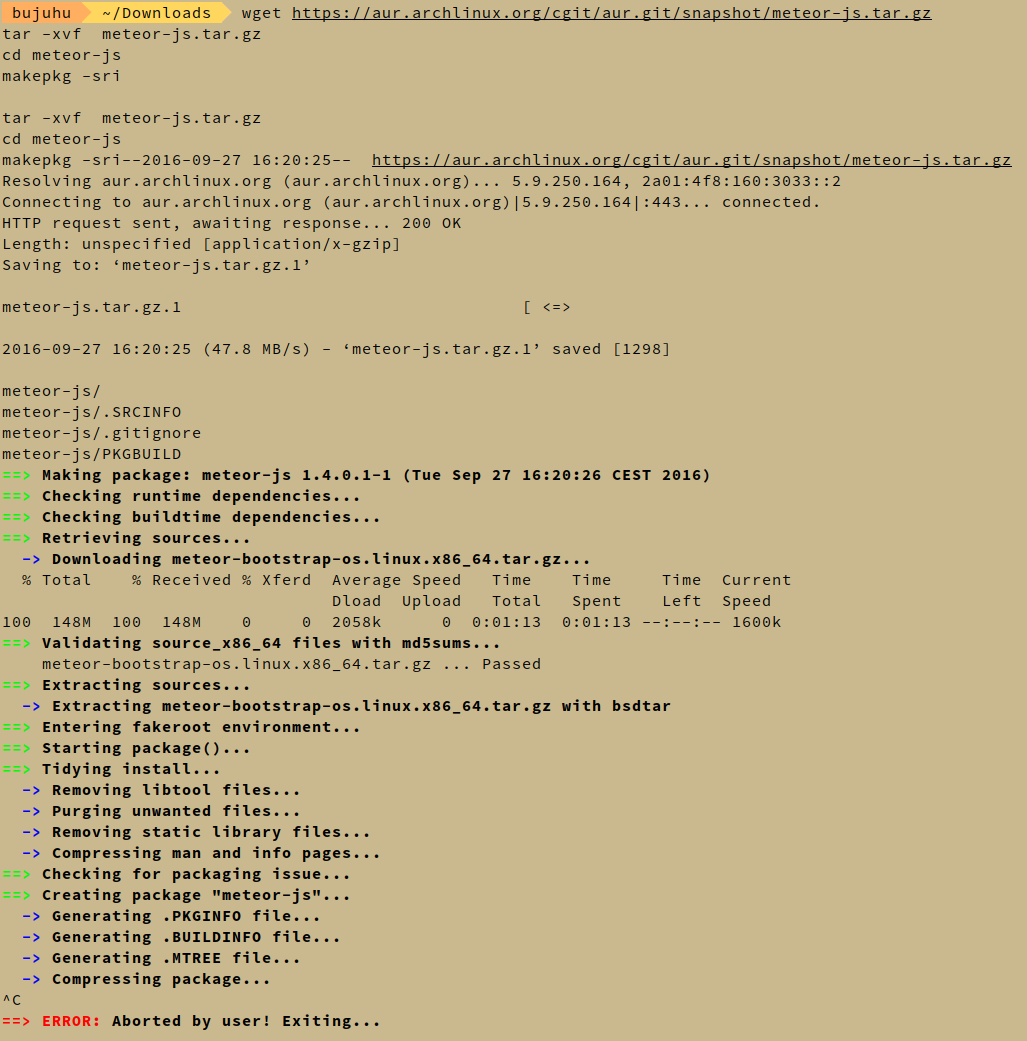 bujuhu ~/Downloads wget https://aur.archlinux.org/cgit/aur.git/snapshot/meteor-js.tar.gz
tar -xvf  meteor-js.tar.gz
cd meteor-js
makepkg -sri

tar -xvf  meteor-js.tar.gz
cd meteor-js
makepkg -sri--2016-09-27 16:20:25--  https://aur.archlinux.org/cgit/aur.git/snapshot/meteor-js.tar.gz
Resolving aur.archlinux.org (aur.archlinux.org)... 5.9.250.164, 2a01:4f8:160:3033::2
Connecting to aur.archlinux.org (aur.archlinux.org)|5.9.250.164|:443... connected.
HTTP request sent, awaiting response... 200 OK
Length: unspecified [application/x-gzip]
Saving to: ‘meteor-js.tar.gz.1’

meteor-js.tar.gz.1                                  [ <=>

2016-09-27 16:20:25 (47.8 MB/s) - ‘meteor-js.tar.gz.1’ saved [1298]

meteor-js/
meteor-js/.SRCINFO
meteor-js/.gitignore
meteor-js/PKGBUILD
==> Making package: meteor-js 1.4.0.1-1 (Tue Sep 27 16:20:26 CEST 2016)
==> Checking runtime dependencies...
==> Checking buildtime dependencies...
==> Retrieving sources...
  -> Downloading meteor-bootstrap-os.linux.x86_64.tar.gz...
  % Total    % Received % Xferd  Average Speed   Time    Time     Time  Current
                                 Dload  Upload   Total   Spent    Left  Speed
100  148M  100  148M    0     0  2058k      0  0:01:13  0:01:13 --:--:-- 1600k
==> Validating source_x86_64 files with md5sums...
    meteor-bootstrap-os.linux.x86_64.tar.gz ... Passed
==> Extracting sources...
  -> Extracting meteor-bootstrap-os.linux.x86_64.tar.gz with bsdtar
==> Entering fakeroot environment...
==> Starting package()...
==> Tidying install...
  -> Removing libtool files...
  -> Purging unwanted files...
  -> Removing static library files...
  -> Compressing man and info pages...
==> Checking for packaging issue...
==> Creating package "meteor-js"...
  -> Generating .PKGINFO file...
  -> Generating .BUILDINFO file...
  -> Generating .MTREE file...
  -> Compressing package...
^C
==> ERROR: Aborted by user! Exiting...